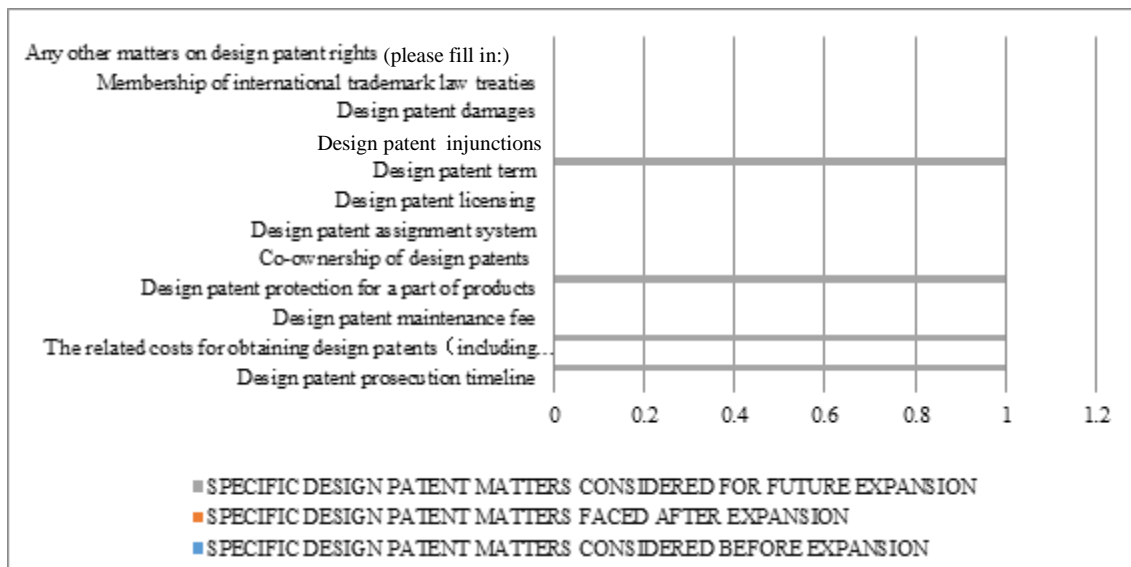 Any other matters on design patent rights (please fill in:)
Membership of international trademark law treaties
Design patent damages
Design patent injunctions
Design patent term
Design patent licensing
Design patent assignment system
Co-ownership of design patents
Design patent protection for a part of products
Design patent maintenance fee
The related costs for obtaining design patents（including…
Design patent prosecution timeline
0 0.2 0.4 0.6 0.8 1 1.2
SPECIFIC DESIGN PATENT MATTERS CONSIDERED FOR FUTURE EXPANSION
SPECIFIC DESIGN PATENT MATTERS FACED AFTER EXPANSION
SPECIFIC DESIGN PATENT MATTERS CONSIDERED BEFORE EXPANSION